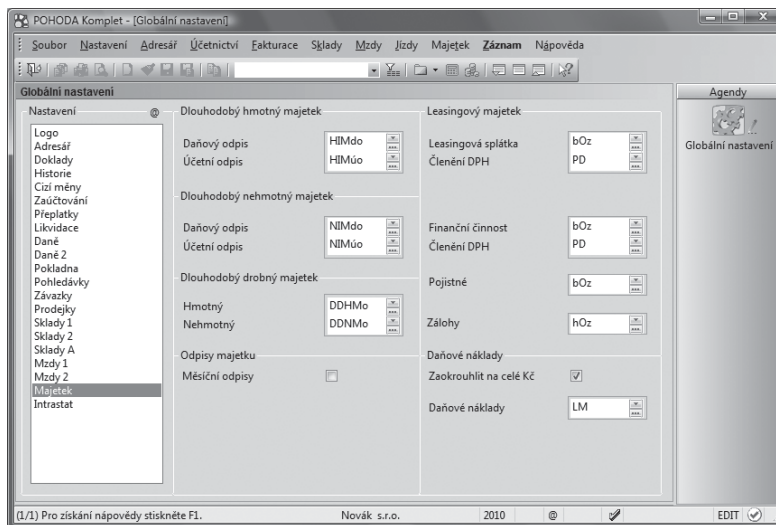 POHODA Komplet - [Globální nastavení]
Soubor Nastavení Adresář Účetnictví Fakturace Sklady Mzdy Jízdy Majetek Záznam Nápověda
Globální nastavení
Agendy
Globální nastavení
Nastavení @
Logo
Adresář
Doklady
Historie
Cizí měny
Zaúčtování
Přeplatky
Likvidace
Daně
Daně 2
Pokladna
Pohledávky
Závazky
Prodejky
Sklady 1
Sklady 2
Sklady A
Mzdy 1
Mzdy 2
Majetek
Intrastat
Dlouhodobý hmotný majetek
Daňový odpis HIMdo
Účetní odpis HIMúo
Dlouhodobý nehmotný majetek
Daňový odpis NIMdo
Účetní odpis NIMúo
Dlouhodobý drobný majetek
Hmotný DDHMo
Nehmotný DDNMo
Odpisy majetku
Měsíční odpisy
Leasingový majetek
Leasingová splátka bOz
Členění DPH PD
Finanční činnost bOz
Členění DPH PD
Pojistné bOz
Zálohy hOz
Daňové náklady
Zaokrouhlit na celé Kč
Daňové náklady LM
(1/1) Pro získání nápovědy stiskněte F1. Novák s.r.o. 2010 @ EDIT